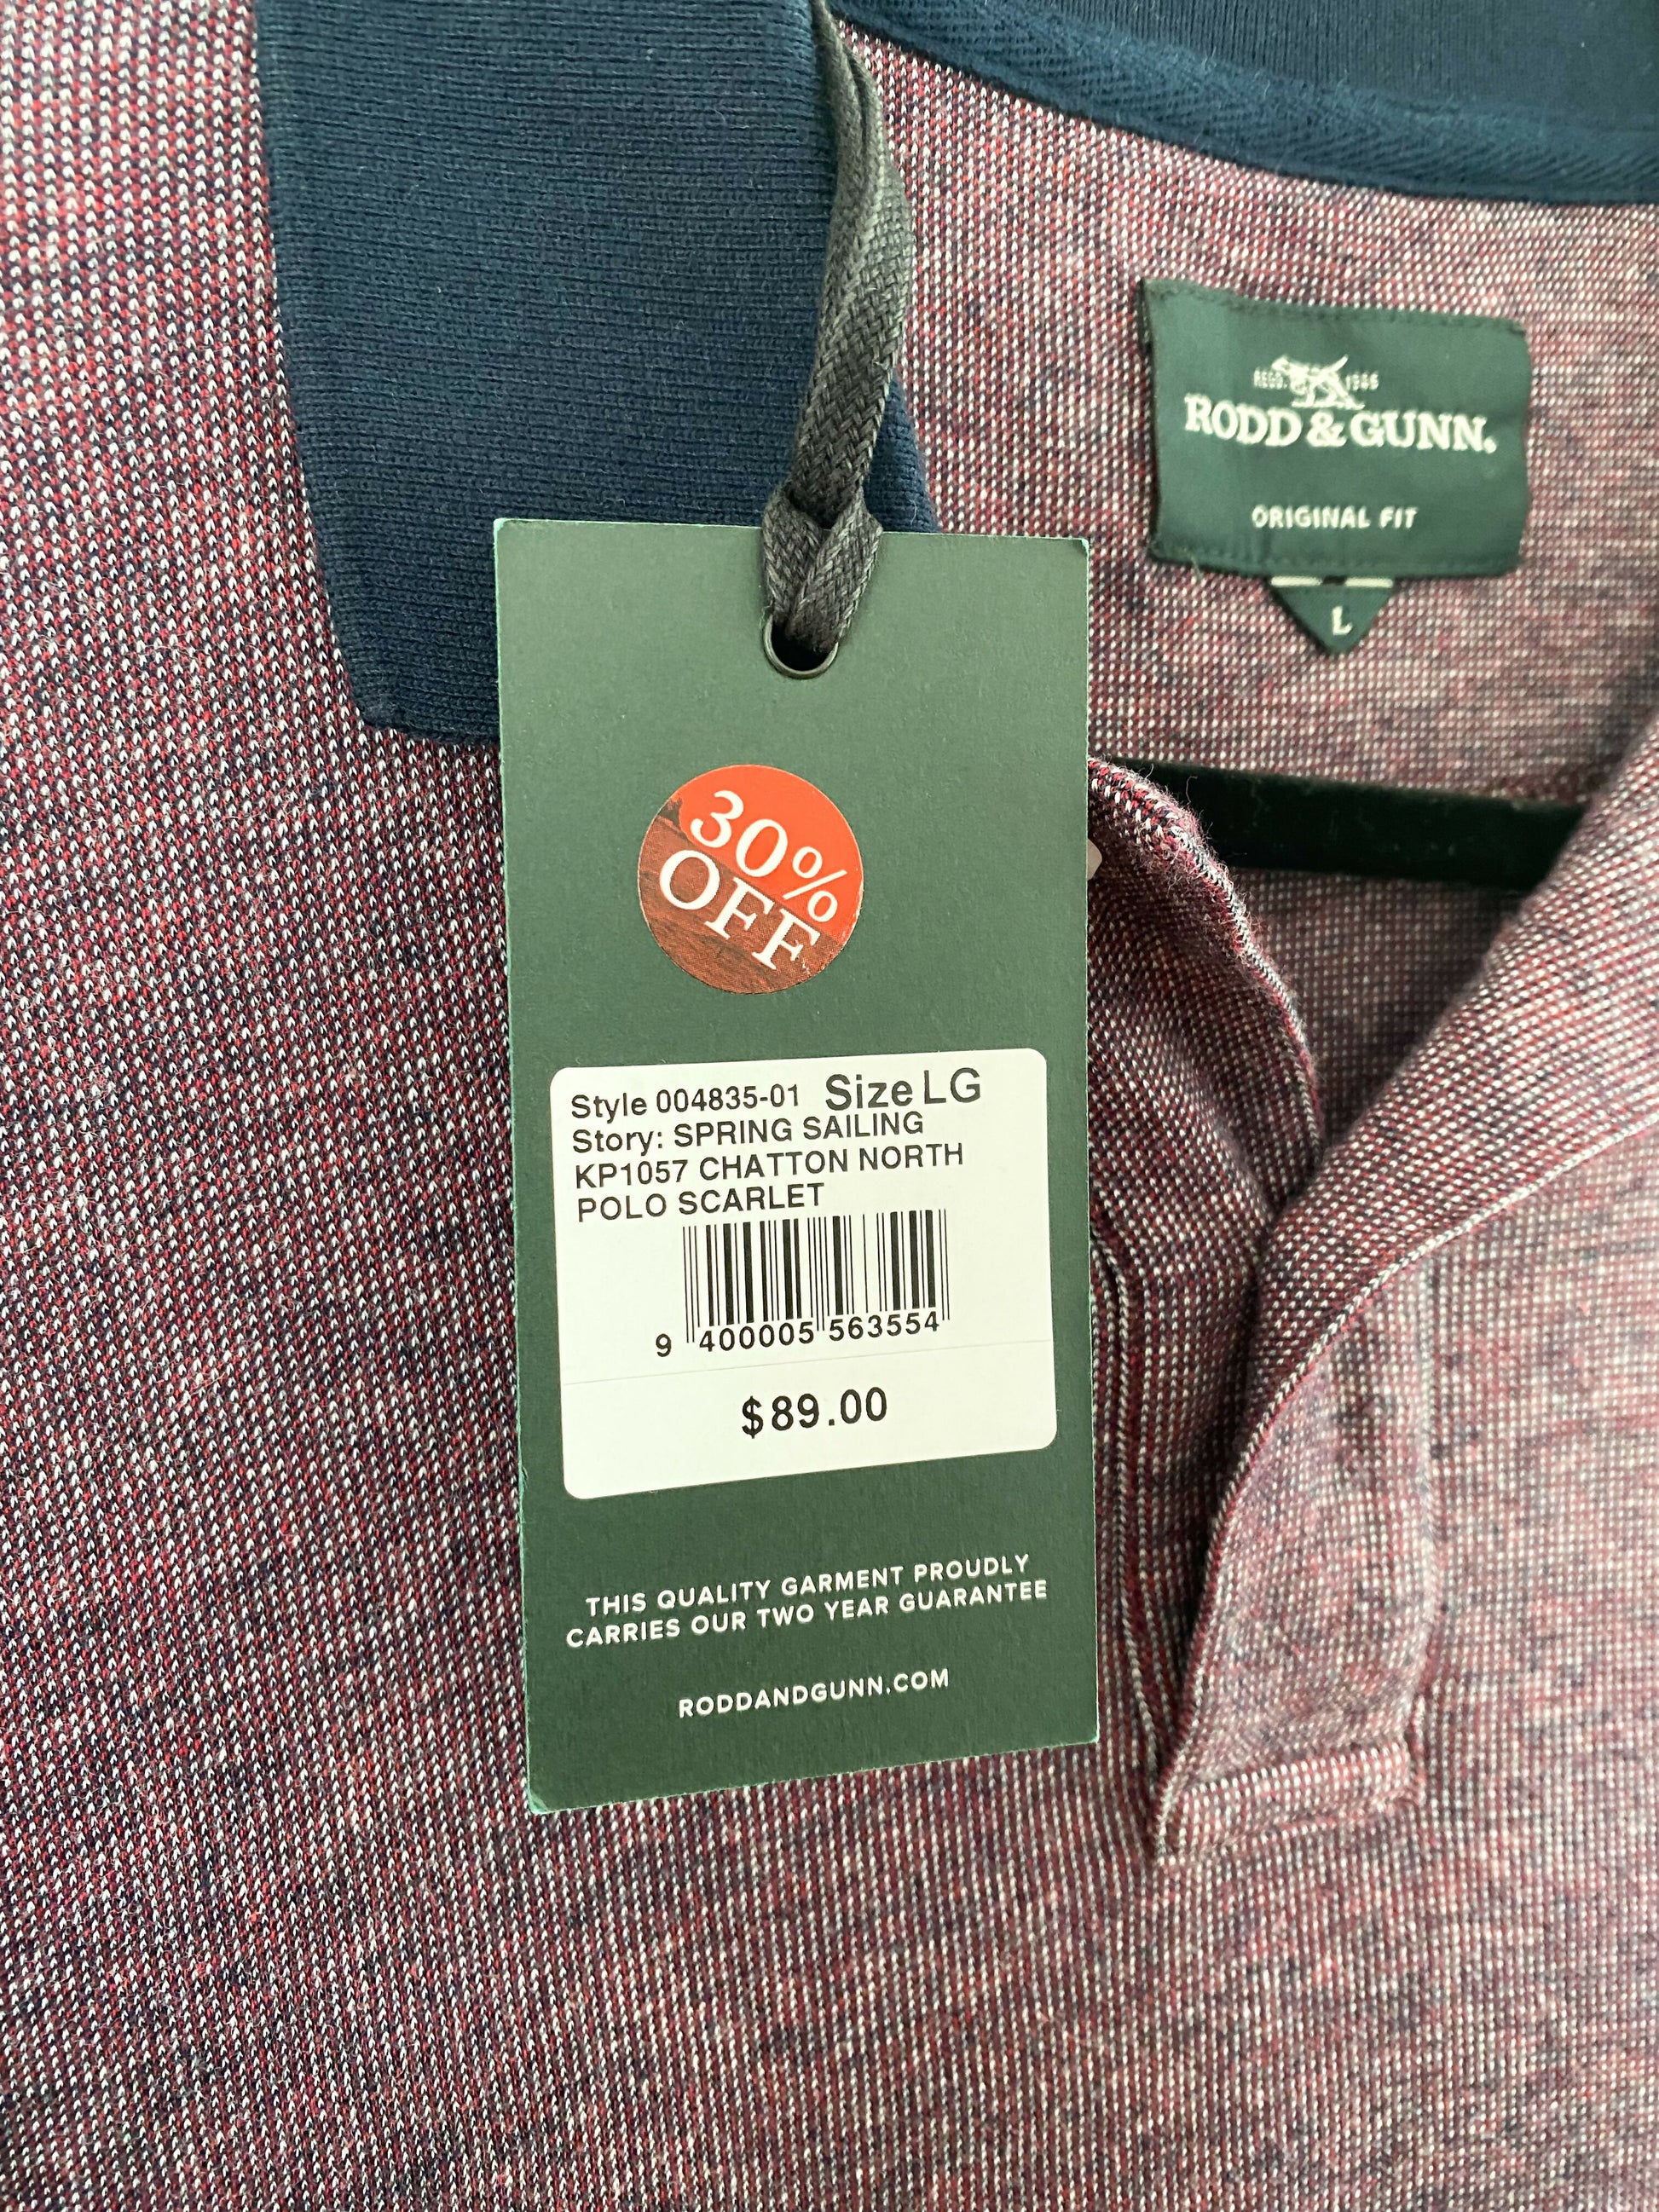 REGD. 1986
RODD & GUNN.
ORIGINAL FIT
L
30%
OFF
Style 004835-01 Size LG
Story: SPRING SAILING
KP1057 CHATTON NORTH
POLO SCARLET
9 400005 563554
$89.00
THIS QUALITY GARMENT PROUDLY
CARRIES OUR TWO YEAR GUARANTEE
RODDANDGUNN.COM